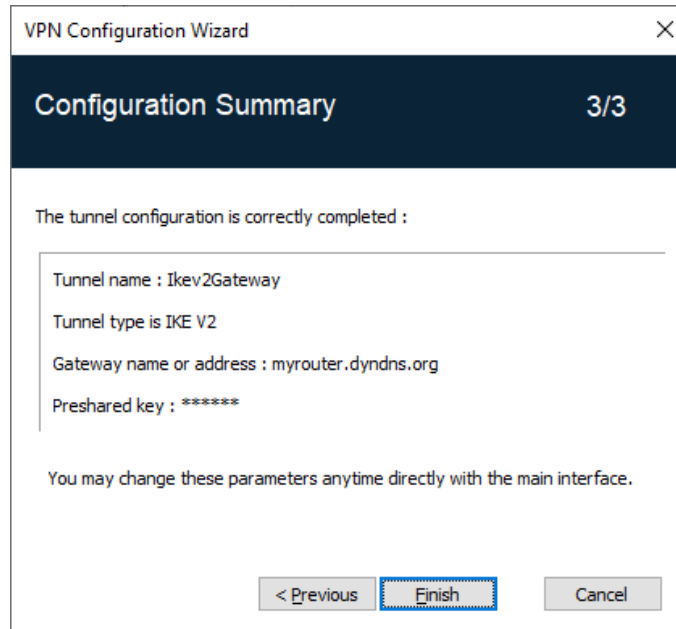 VPN Configuration Wizard
Configuration Summary 3/3
The tunnel configuration is correctly completed :
Tunnel name : Ikev2Gateway
Tunnel type is IKE V2
Gateway name or address : myrouter.dyndns.org
Preshared key : ******
You may change these parameters anytime directly with the main interface.
< Previous Finish Cancel